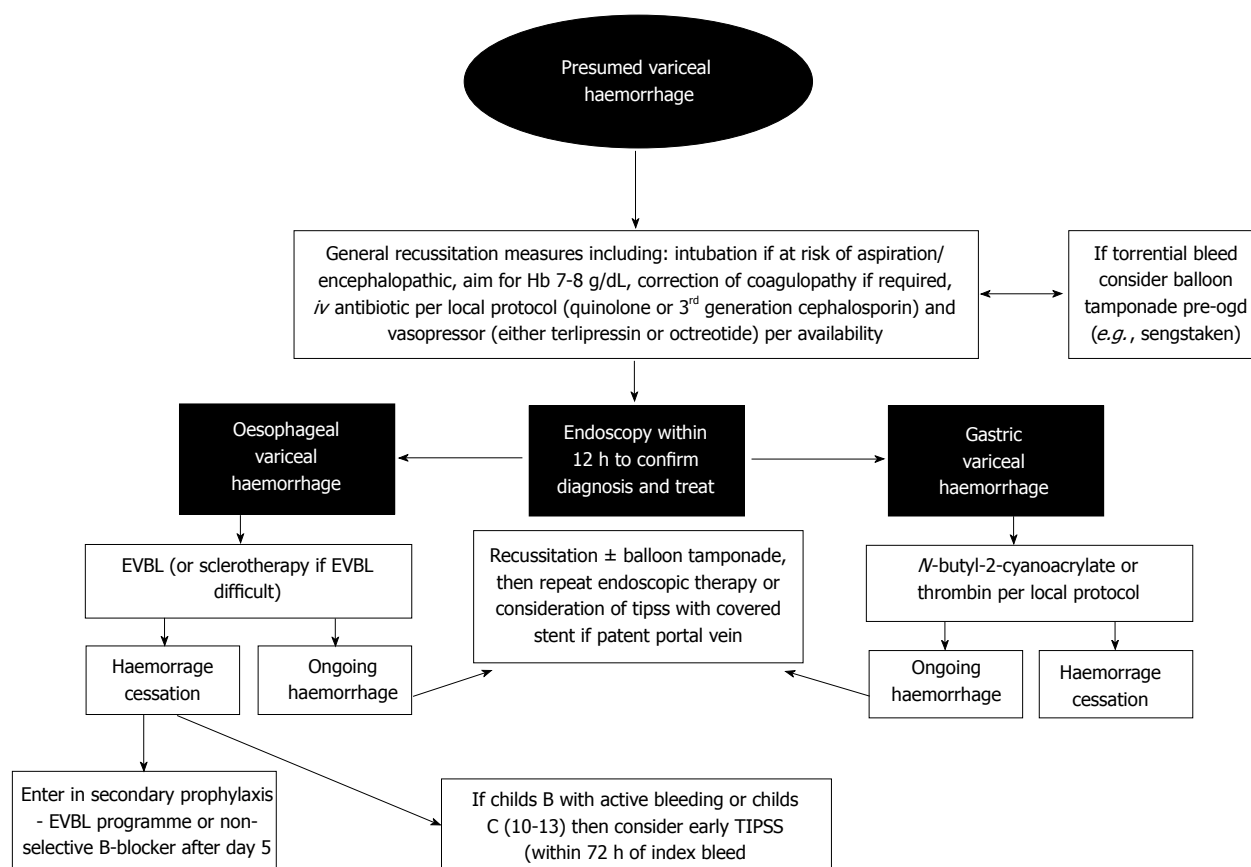 Presumed variceal
haemorrhage
General recussitation measures including: intubation if at risk of aspiration/
encephalopathic, aim for Hb 7-8 g/dL, correction of coagulopathy if required,
iv antibiotic per local protocol (quinolone or 3rd generation cephalosporin) and
vasopressor (either terlipressin or octreotide) per availability
If torrential bleed
consider balloon
tamponade pre-ogd
(e.g., sengstaken)
Oesophageal
variceal
haemorrhage
Endoscopy within
12 h to confirm
diagnosis and treat
Gastric
variceal
haemorrhage
EVBL (or sclerotherapy if EVBL
difficult)
Recussitation ± balloon tamponade,
then repeat endoscopic therapy or
consideration of tipss with covered
stent if patent portal vein
N-butyl-2-cyanoacrylate or
thrombin per local protocol
Haemorrage
cessation
Ongoing
haemorrhage
Ongoing
haemorrhage
Haemorrage
cessation
Enter in secondary prophylaxis
- EVBL programme or non-
selective B-blocker after day 5
If childs B with active bleeding or childs
C (10-13) then consider early TIPSS
(within 72 h of index bleed